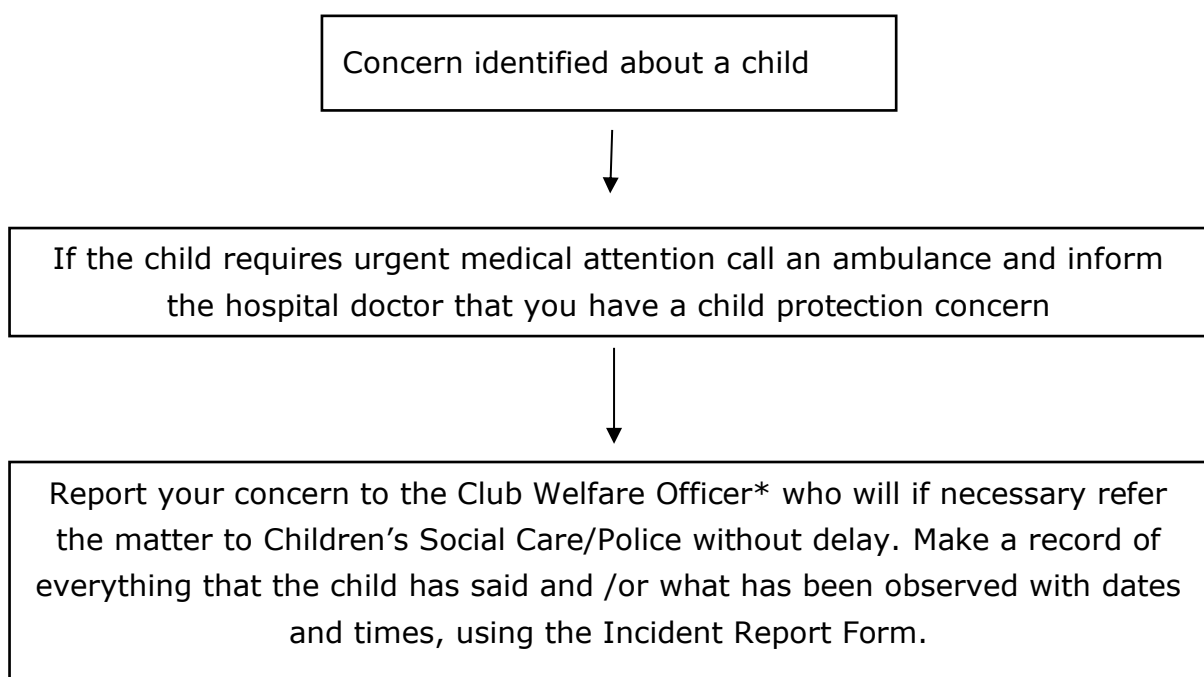 Concern identified about a child
If the child requires urgent medical attention call an ambulance and inform
the hospital doctor that you have a child protection concern
Report your concern to the Club Welfare Officer* who will if necessary refer
the matter to Children’s Social Care/Police without delay. Make a record of
everything that the child has said and /or what has been observed with dates
and times, using the Incident Report Form.